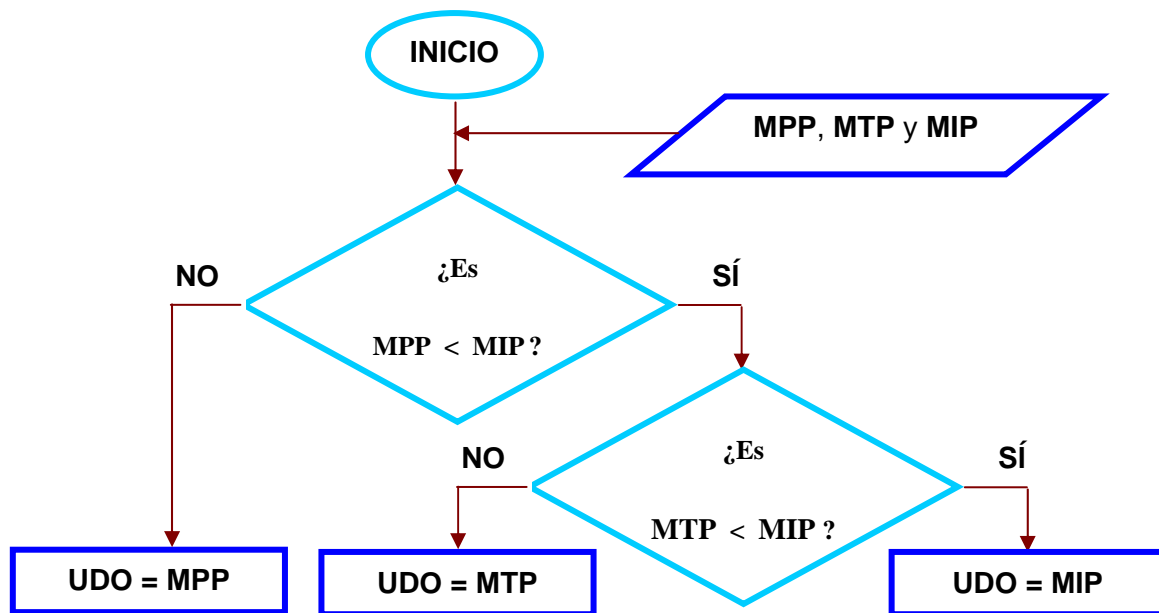 INICIO
MPP, MTP y MIP
NO
¿Es
SÍ
MPP < MIP ?
NO
¿Es
SÍ
MTP < MIP ?
UDO = MPP
UDO = MTP
UDO = MIP